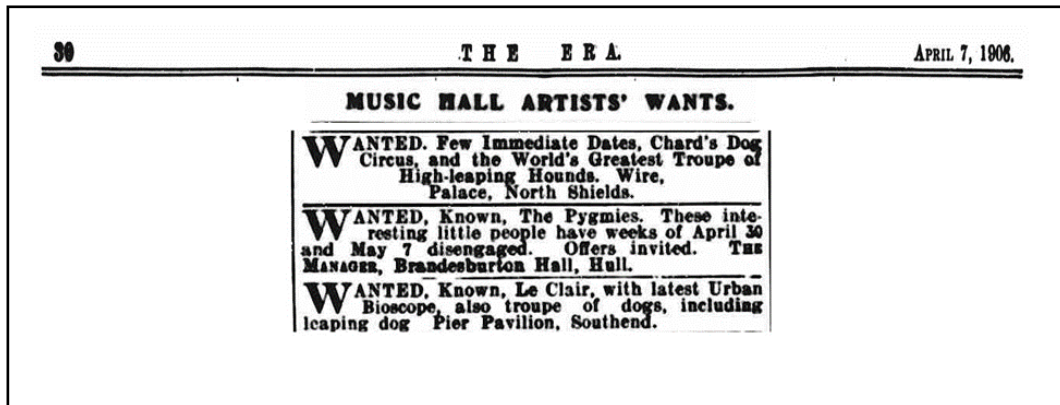 30 THE ERA. APRIL 7, 1906.
MUSIC HALL ARTISTS' WANTS.
WANTED. Few Immediate Dates, Chard's Dog
Circus, and the World's Greatest Troupe of
High-leaping Hounds. Wire,
Palace, North Shields.
WANTED, Known, The Pygmies. These inte-
resting little people have weeks of April 30
and May 7 disengaged. Offers invited. THE
MANAGER, Brandesburton Hall, Hull.
WANTED, Known, Le Clair, with latest Urban
Bioscope, also troupe of dogs, including
leaping dog Pier Pavilion, Southend.